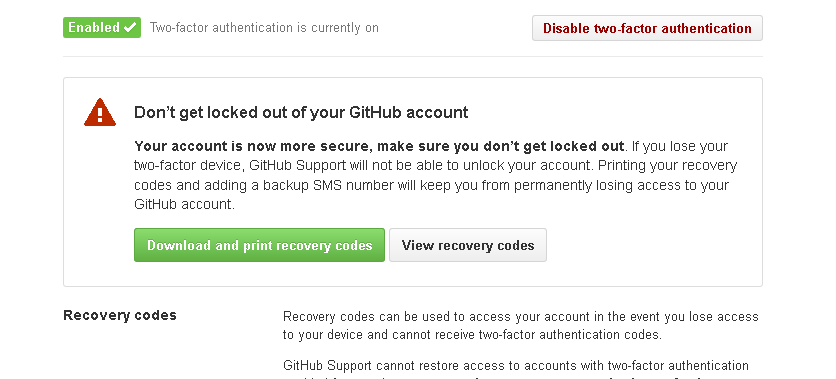 Enabled ✓ Two-factor authentication is currently on Disable two-factor authentication
Don't get locked out of your GitHub account
Your account is now more secure, make sure you don't get locked out. If you lose your
two-factor device, GitHub Support will not be able to unlock your account. Printing your recovery
codes and adding a backup SMS number will keep you from permanently losing access to your
GitHub account.
Download and print recovery codes View recovery codes
Recovery codes
Recovery codes can be used to access your account in the event you lose access
to your device and cannot receive two-factor authentication codes.
GitHub Support cannot restore access to accounts with two-factor authentication